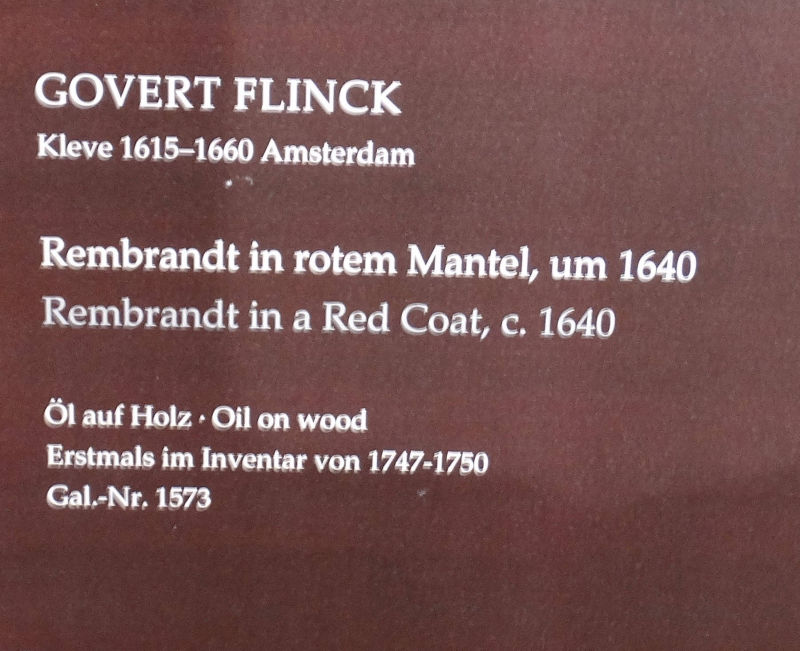 GOVERT FLINCK
Kleve 1615–1660 Amsterdam
Rembrandt in rotem Mantel, um 1640
Rembrandt in a Red Coat, c. 1640
Öl auf Holz · Oil on wood
Erstmals im Inventar von 1747-1750
Gal.-Nr. 1573